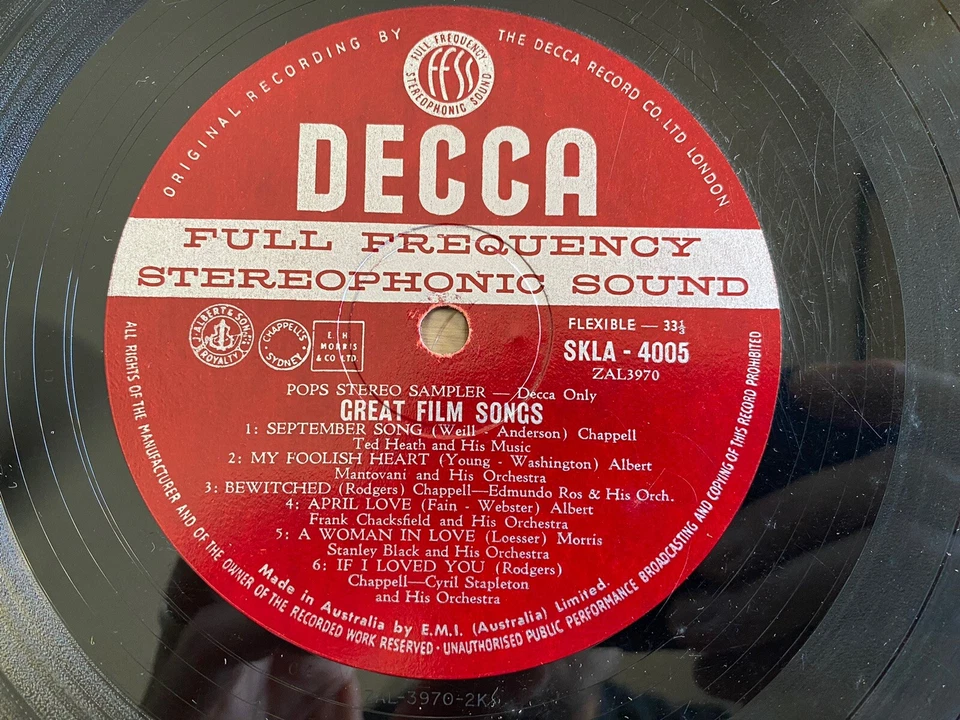 ORIGINAL RECORDING BY THE DECCA RECORD CO. LTD LONDON
FULL FREQUENCY
FFSS
STEREOPHONIC SOUND
DECCA
FULL FREQUENCY
STEREOPHONIC SOUND
J. ALBERT & SON
ROYALTY
CHAPPELL'S
SYDNEY
E. H.
MORRIS
& CO LTD.
FLEXIBLE — 33⅓
SKLA - 4005
ZAL3970
POPS STEREO SAMPLER — Decca Only
GREAT FILM SONGS
1: SEPTEMBER SONG (Weill - Anderson) Chappell
Ted Heath and His Music
2: MY FOOLISH HEART (Young - Washington) Albert
Mantovani and His Orchestra
3: BEWITCHED (Rodgers) Chappell—Edmundo Ros & His Orch.
4: APRIL LOVE (Fain - Webster) Albert
Frank Chacksfield and His Orchestra
5: A WOMAN IN LOVE (Loesser) Morris
Stanley Black and His Orchestra
6: IF I LOVED YOU (Rodgers)
Chappell—Cyril Stapleton
and His Orchestra
Made in Australia by E.M.I. (Australia) Limited.
ALL RIGHTS OF THE MANUFACTURER AND OF THE OWNER OF THE RECORDED WORK RESERVED · UNAUTHORISED PUBLIC PERFORMANCE BROADCASTING AND COPYING OF THIS RECORD PROHIBITED
ZAL-3970-2K